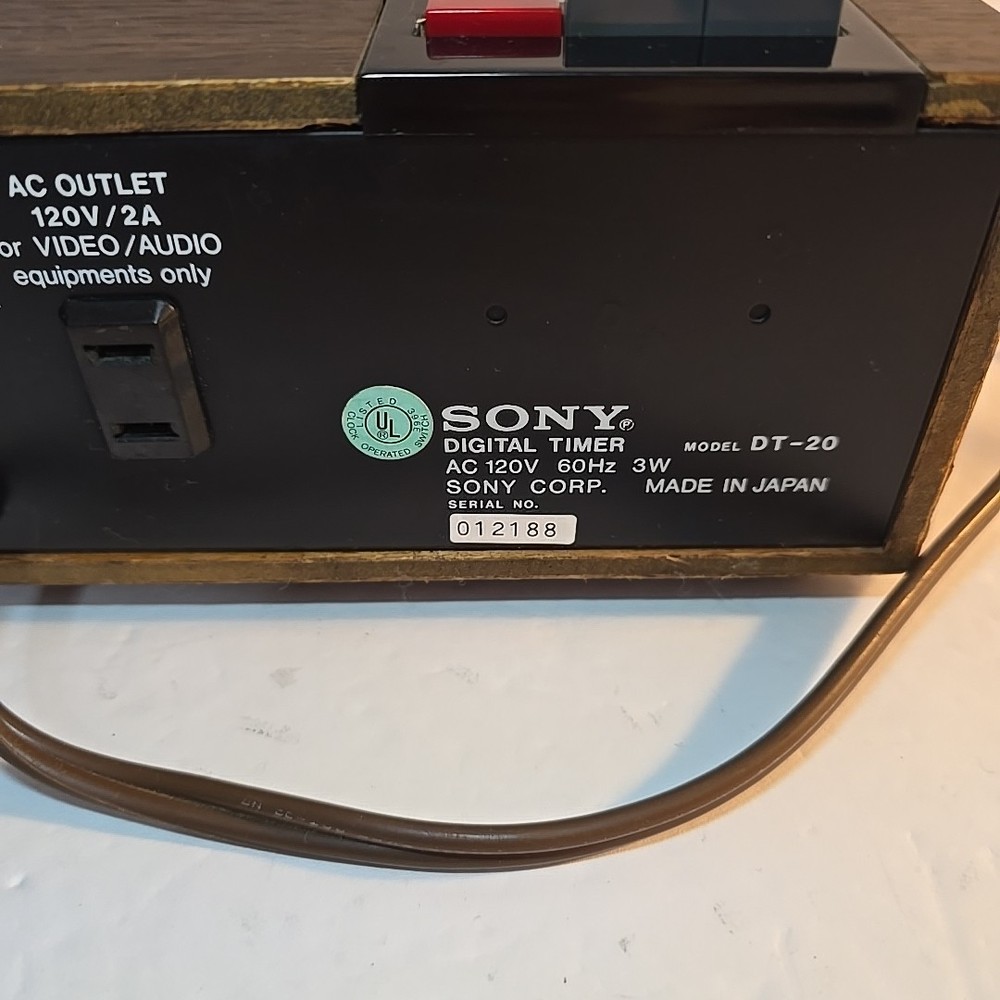 AC OUTLET
120V/2A
or VIDEO/AUDIO
equipments only
LISTED 396E
UL
®
CLOCK OPERATED SWITCH
SONY
DIGITAL TIMER
MODEL DT-20
AC 120V 60Hz 3W
SONY CORP. MADE IN JAPAN
SERIAL NO.
012188